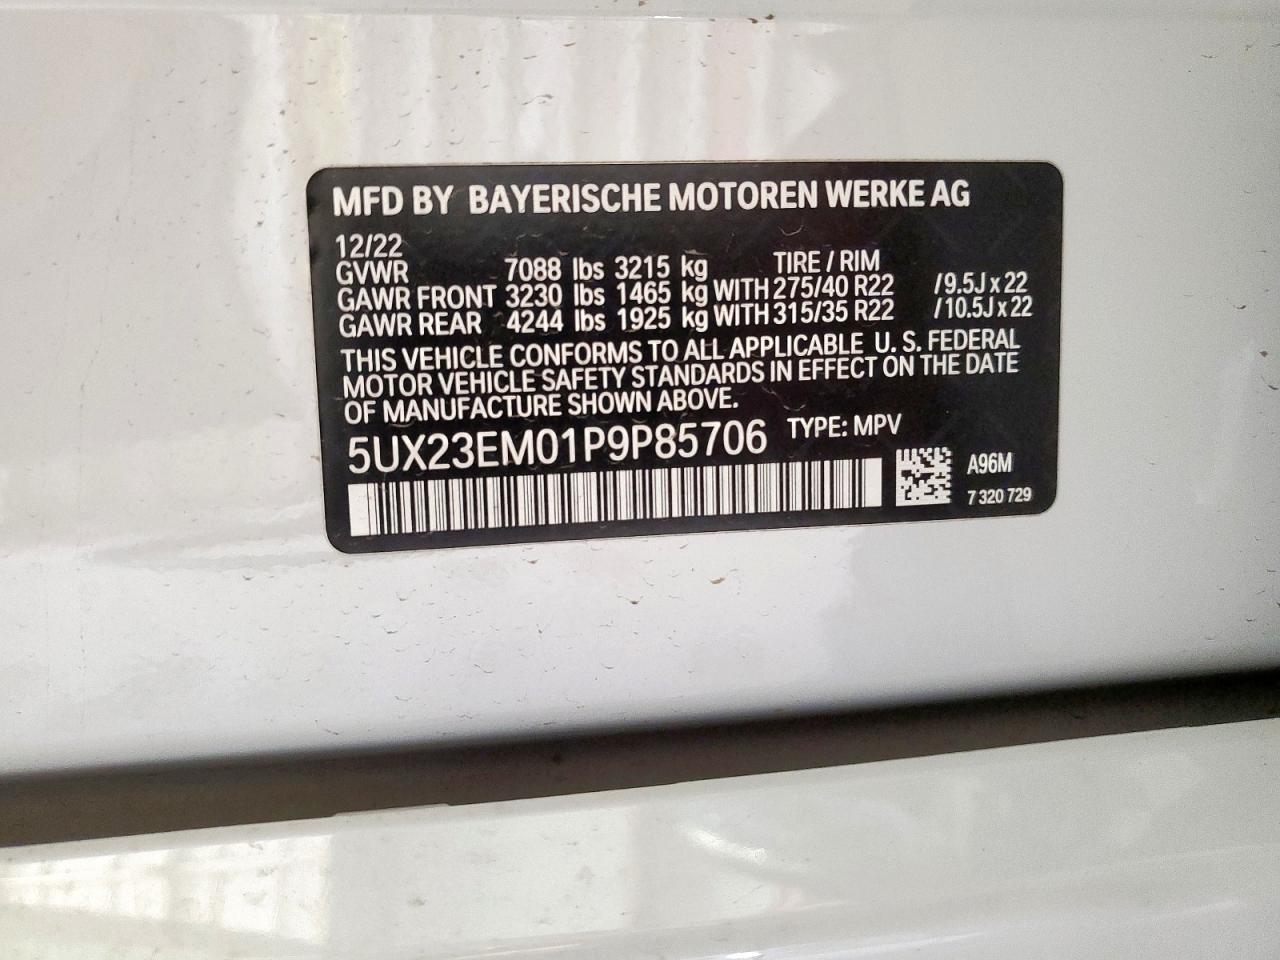 MFD BY BAYERISCHE MOTOREN WERKE AG
12/22
GVWR 7088 lbs 3215 kg TIRE / RIM
GAWR FRONT 3230 lbs 1465 kg WITH 275/40 R22 / 9.5J x 22
GAWR REAR 4244 lbs 1925 kg WITH 315/35 R22 / 10.5J x 22
THIS VEHICLE CONFORMS TO ALL APPLICABLE U. S. FEDERAL
MOTOR VEHICLE SAFETY STANDARDS IN EFFECT ON THE DATE
OF MANUFACTURE SHOWN ABOVE.
5UX23EM01P9P85706 TYPE: MPV
A96M
7 320 729